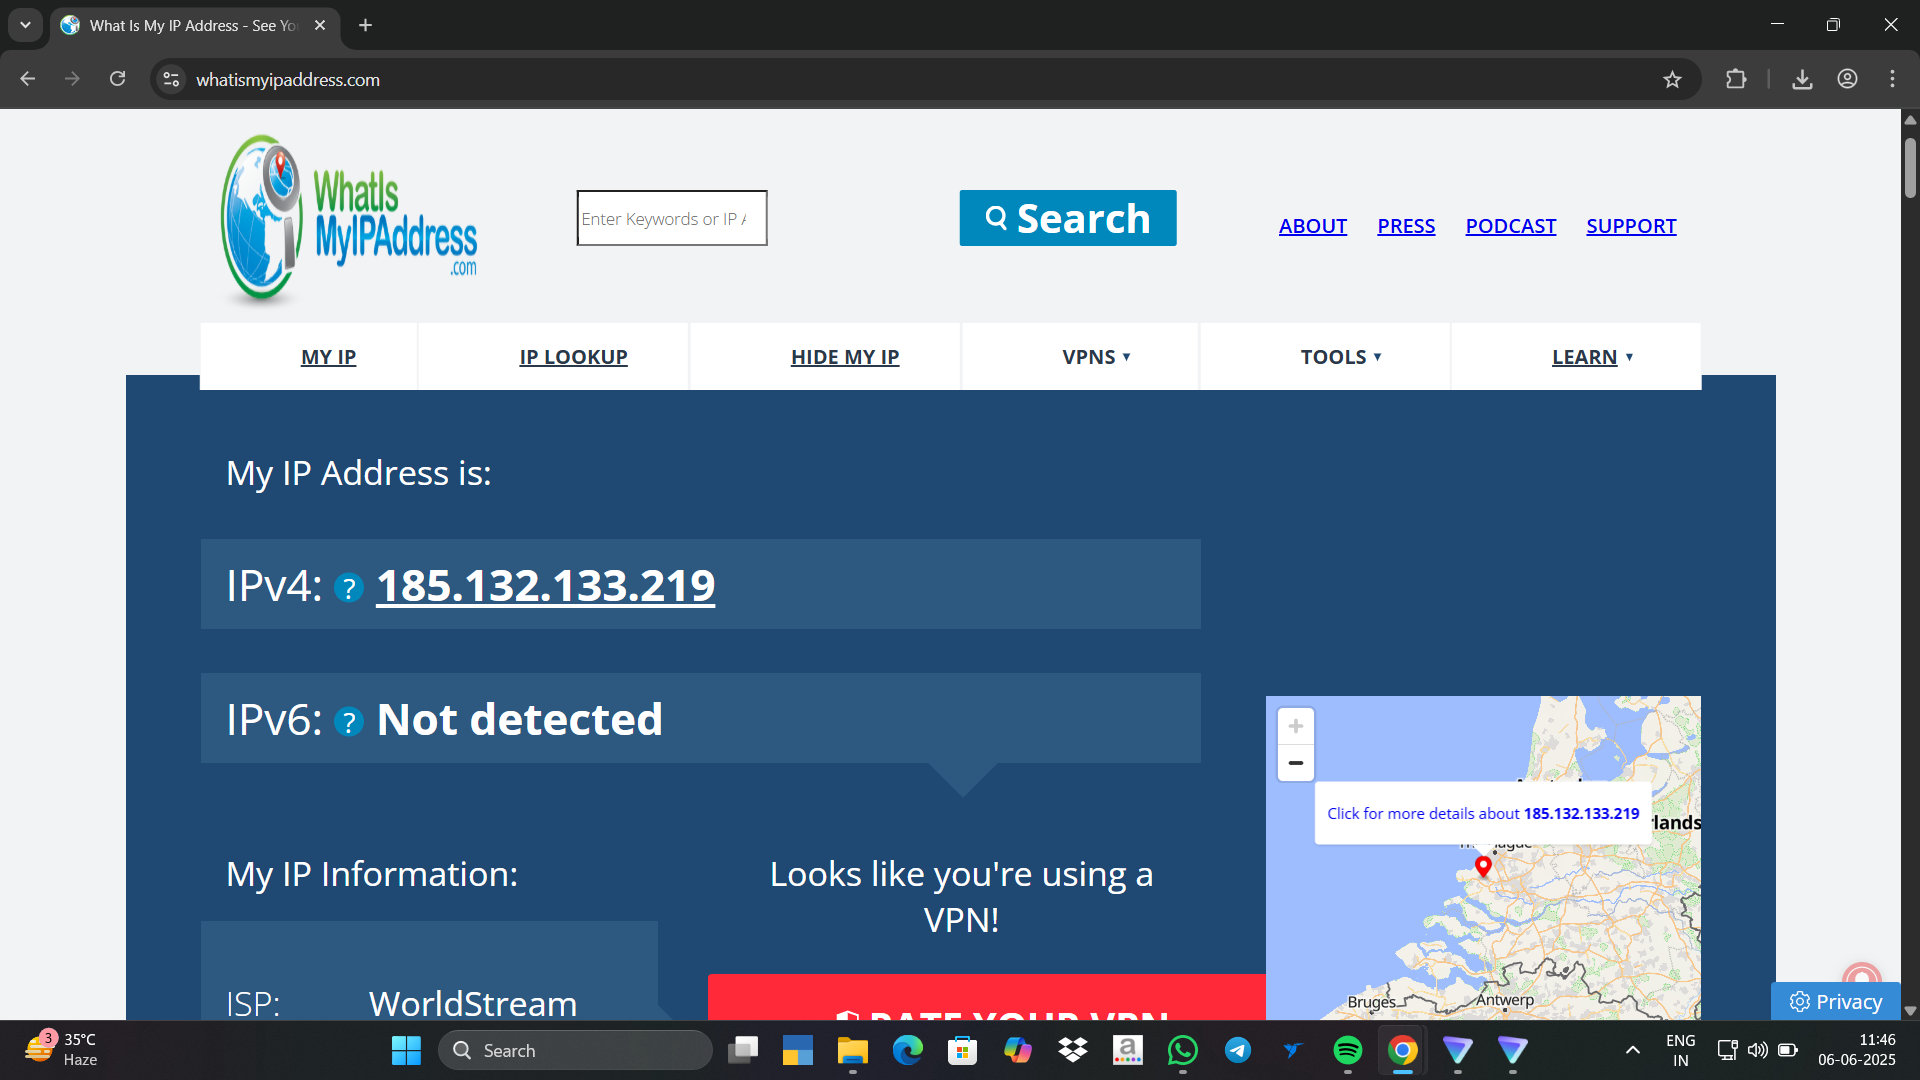 What Is My IP Address - See Yo
whatismyipaddress.com
WhatIs
MyIPAddress
.com
Enter Keywords or IP A
Search
ABOUT
PRESS
PODCAST
SUPPORT
MY IP
IP LOOKUP
HIDE MY IP
VPNS
TOOLS
LEARN
My IP Address is:
IPv4: ? 185.132.133.219
IPv6: ? Not detected
Click for more details about 185.132.133.219
lands
My IP Information:
Looks like you're using a
VPN!
ISP: WorldStream
RATE YOUR VPN
Bruges
Antwerp
Privacy
3
35°C
Haze
Search
a
ENG
IN
11:46
06-06-2025